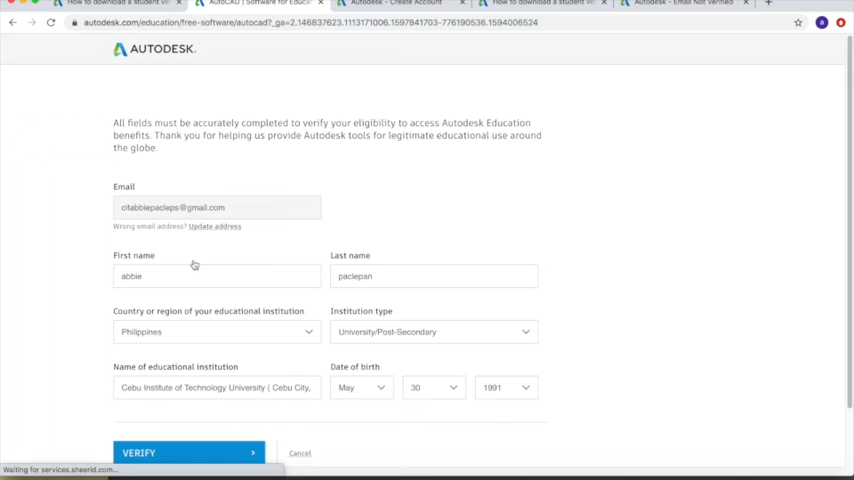 How to download a student ve
AutoCAD | Software for Educati
Autodesk - Create Account
How to download a student ve
Autodesk - Email Not Verified
autodesk.com/education/free-software/autocad?_ga=2.146837623.1113171006.1597841703-776190536.1594006524
a
AUTODESK.
All fields must be accurately completed to verify your eligibility to access Autodesk Education
benefits. Thank you for helping us provide Autodesk tools for legitimate educational use around
the globe.
Email
citabbiepacleps@gmail.com
Wrong email address? Update address
First name
Last name
abbie
paclepan
Country or region of your educational institution
Institution type
Philippines
University/Post-Secondary
Name of educational institution
Date of birth
Cebu Institute of Technology University ( Cebu City,
May
30
1991
VERIFY
Cancel
Waiting for services.sheerid.com...